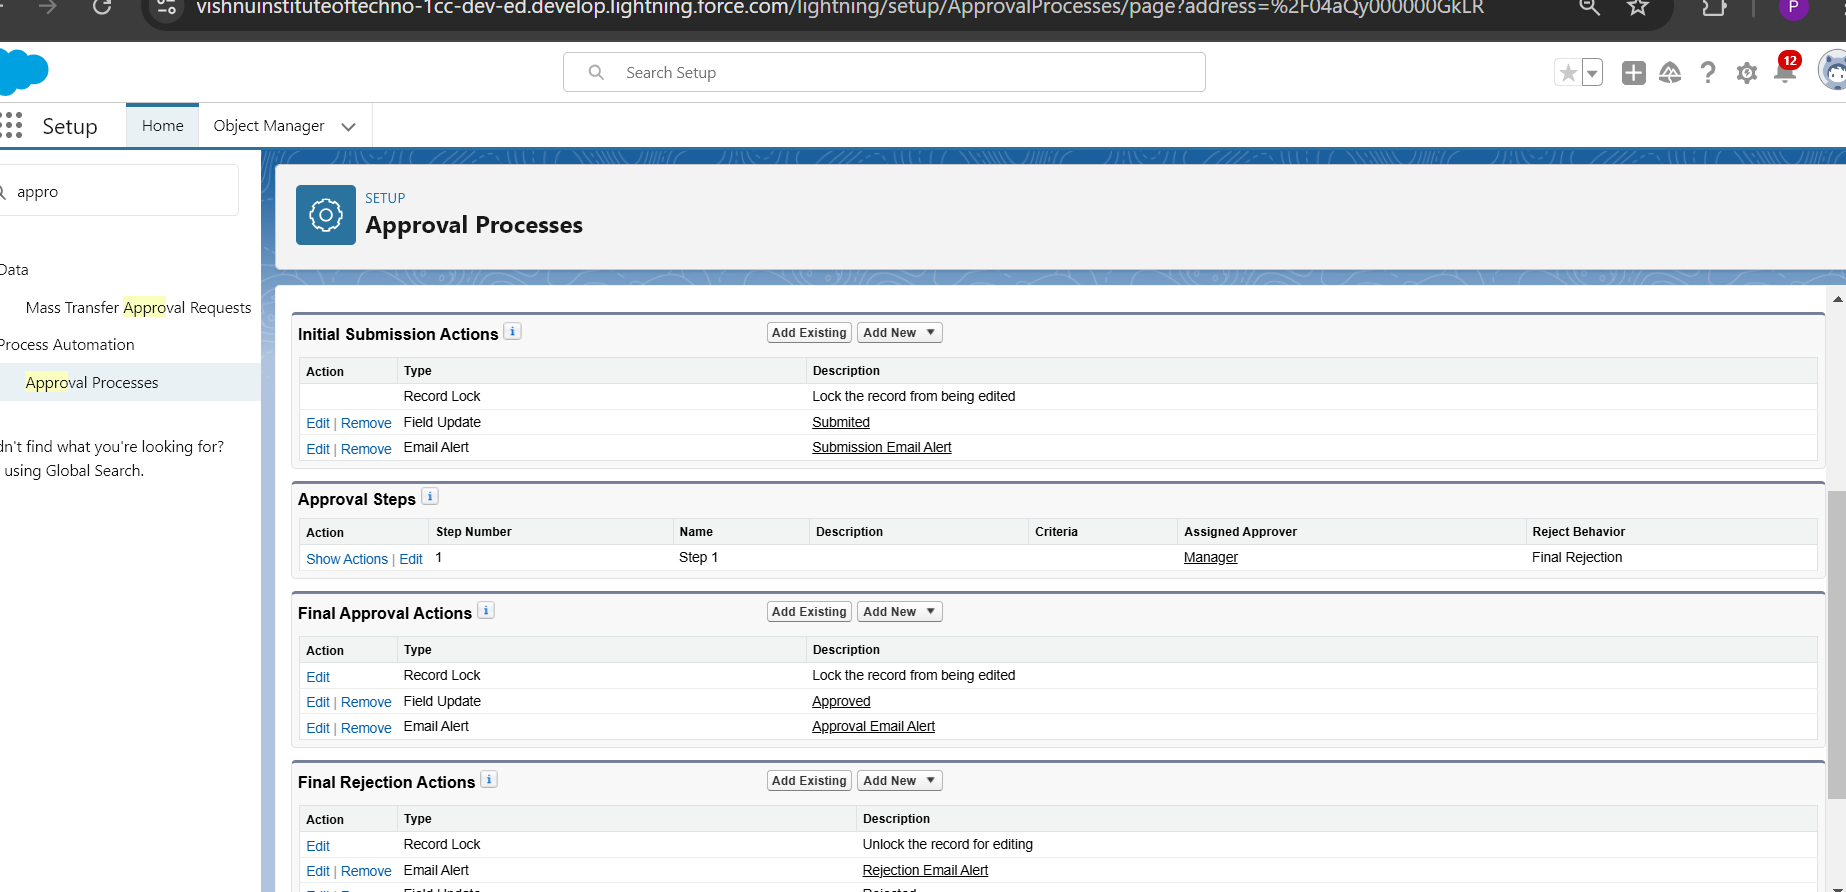 vishnuinstituteoftechno-1cc-dev-ed.develop.lightning.force.com/lightning/setup/ApprovalProcesses/page?address=%2F04aQy000000GkLR
P
Search Setup
12
Setup
Home
Object Manager
appro
SETUP
Approval Processes
Data
Mass Transfer Approval Requests
Process Automation
Approval Processes
dn't find what you're looking for?
using Global Search.
Initial Submission Actions
Add Existing
Add New
Action Type Description
Record Lock Lock the record from being edited
Edit | Remove Field Update Submited
Edit | Remove Email Alert Submission Email Alert
Approval Steps
Action Step Number Name Description Criteria Assigned Approver Reject Behavior
Show Actions | Edit 1 Step 1 Manager Final Rejection
Final Approval Actions
Add Existing
Add New
Action Type Description
Edit Record Lock Lock the record from being edited
Edit | Remove Field Update Approved
Edit | Remove Email Alert Approval Email Alert
Final Rejection Actions
Add Existing
Add New
Action Type Description
Edit Record Lock Unlock the record for editing
Edit | Remove Email Alert Rejection Email Alert
Edit | Remove Field Update Rejected